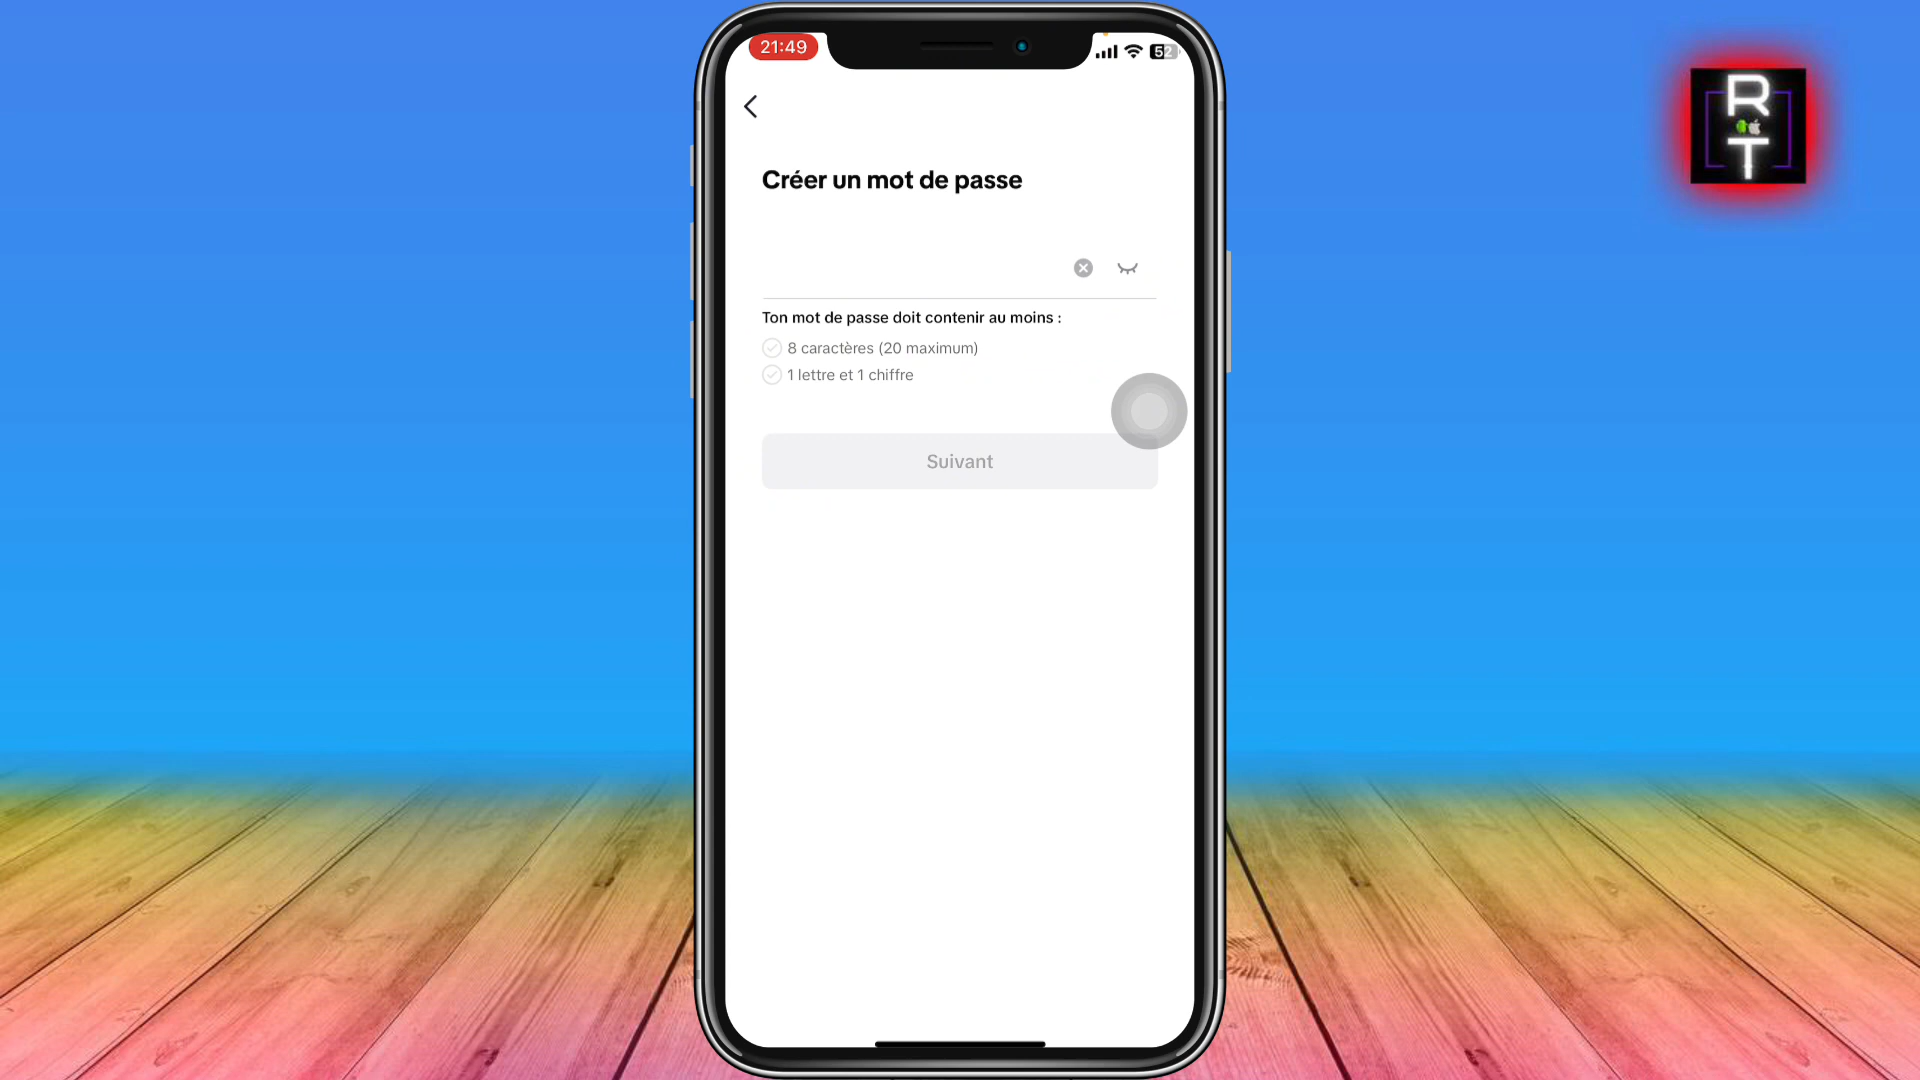 21:49
52
R
T
Créer un mot de passe
Ton mot de passe doit contenir au moins :
8 caractères (20 maximum)
1 lettre et 1 chiffre
Suivant